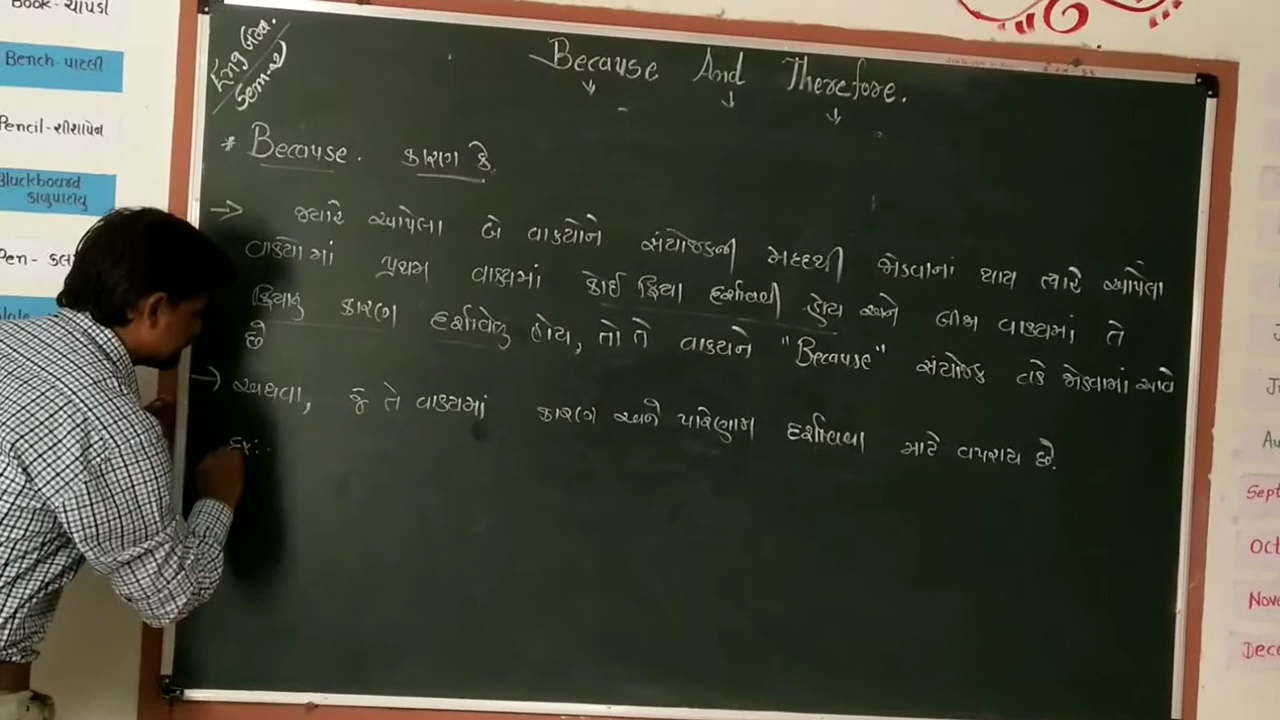 Book - ચોપડી
Bench - પાટલી
Pencil - સીસાપેન
Blackboard
કાળુપાટીયુ
Pen -
Eng Gra.
Sem-2
Because And Therefore.
* Because. કારણ કે.
→ જ્યારે આપેલા બે વાક્યોને સંયોજકની મદદથી જોડવાનાં થાય ત્યારે આપેલા
વાક્યોમાં પ્રથમ વાક્યમાં કોઈ ક્રિયા દર્શાવેલી હોય અને બીજા વાક્યમાં તે
ક્રિયાનું કારણ દર્શાવેલુ હોય, તો તે વાક્યને "Because" સંયોજક વડે જોડવામાં આવે
છે
→ અથવા, જે તે વાક્યમાં કારણ અને પરિણામ દર્શાવવા માટે વપરાય છે.
Ex:-
Sept
Oct
Nove
Dece